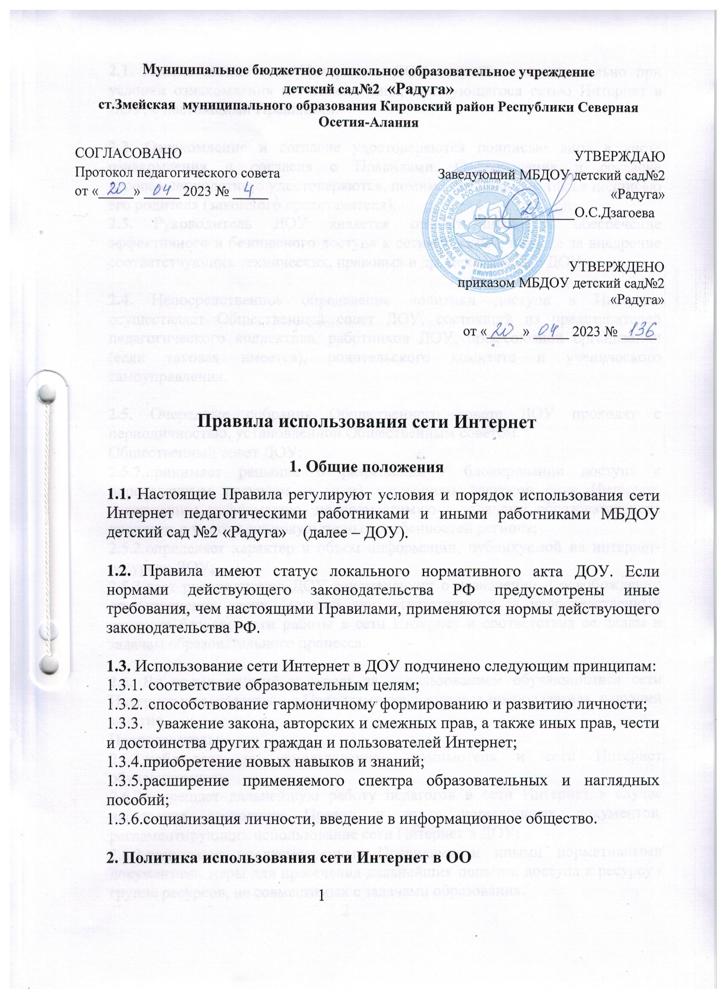 Муниципальное бюджетное дошкольное образовательное учреждение
детский сад№2 «Радуга»
ст.Змейская муниципального образования Кировский район Республики Северная
Осетия-Алания
СОГЛАСОВАНО
Протокол педагогического совета
от « 20 » 04 2023 № 4
УТВЕРЖДАЮ
Заведующий МБДОУ детский сад№2
«Радуга»
О.С.Дзагоева
УТВЕРЖДЕНО
приказом МБДОУ детский сад№2
«Радуга»
от « 20 » 04 2023 № 136
Правила использования сети Интернет
1. Общие положения
1.1. Настоящие Правила регулируют условия и порядок использования сети
Интернет педагогическими работниками и иными работниками МБДОУ
детский сад №2 «Радуга» (далее – ДОУ).
1.2. Правила имеют статус локального нормативного акта ДОУ. Если
нормами действующего законодательства РФ предусмотрены иные
требования, чем настоящими Правилами, применяются нормы действующего
законодательства РФ.
1.3. Использование сети Интернет в ДОУ подчинено следующим принципам:
1.3.1. соответствие образовательным целям;
1.3.2. способствование гармоничному формированию и развитию личности;
1.3.3. уважение закона, авторских и смежных прав, а также иных прав, чести
и достоинства других граждан и пользователей Интернет;
1.3.4.приобретение новых навыков и знаний;
1.3.5.расширение применяемого спектра образовательных и наглядных
пособий;
1.3.6.социализация личности, введение в информационное общество.
2. Политика использования сети Интернет в ОО
1